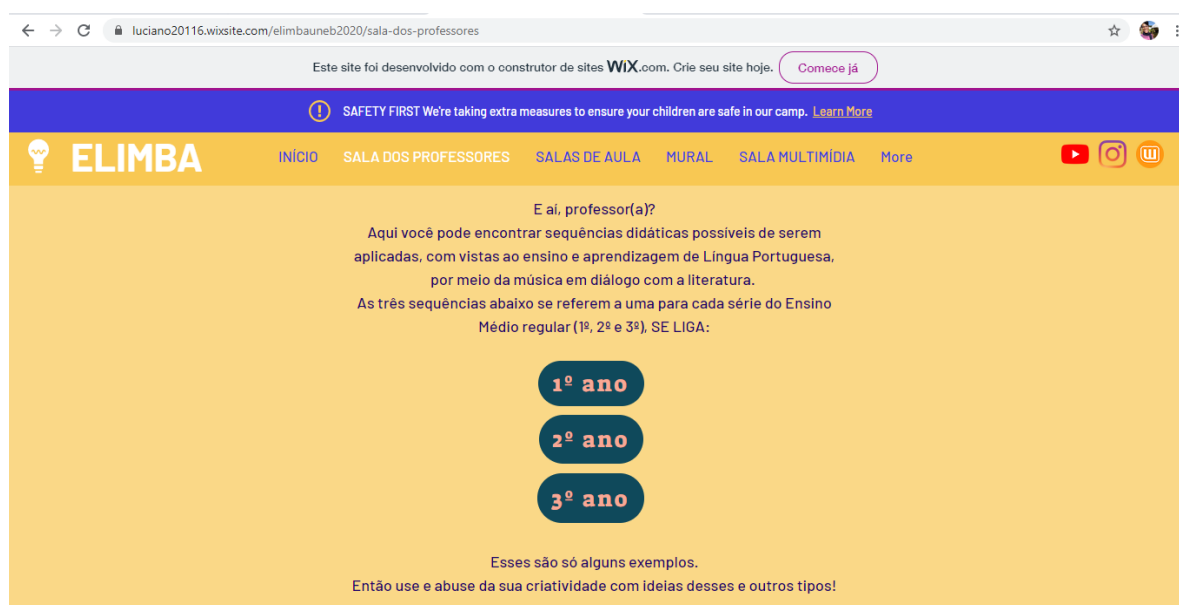 luciano20116.wixsite.com/elimbauneb2020/sala-dos-professores
Este site foi desenvolvido com o construtor de sites WiX.com. Crie seu site hoje. Comece já
SAFETY FIRST We're taking extra measures to ensure your children are safe in our camp. Learn More
ELIMBA INÍCIO SALA DOS PROFESSORES SALAS DE AULA MURAL SALA MULTIMÍDIA More
E aí, professor(a)?
Aqui você pode encontrar sequências didáticas possíveis de serem
aplicadas, com vistas ao ensino e aprendizagem de Língua Portuguesa,
por meio da música em diálogo com a literatura.
As três sequências abaixo se referem a uma para cada série do Ensino
Médio regular (1º, 2º e 3º), SE LIGA:
1º ano
2º ano
3º ano
Esses são só alguns exemplos.
Então use e abuse da sua criatividade com ideias desses e outros tipos!